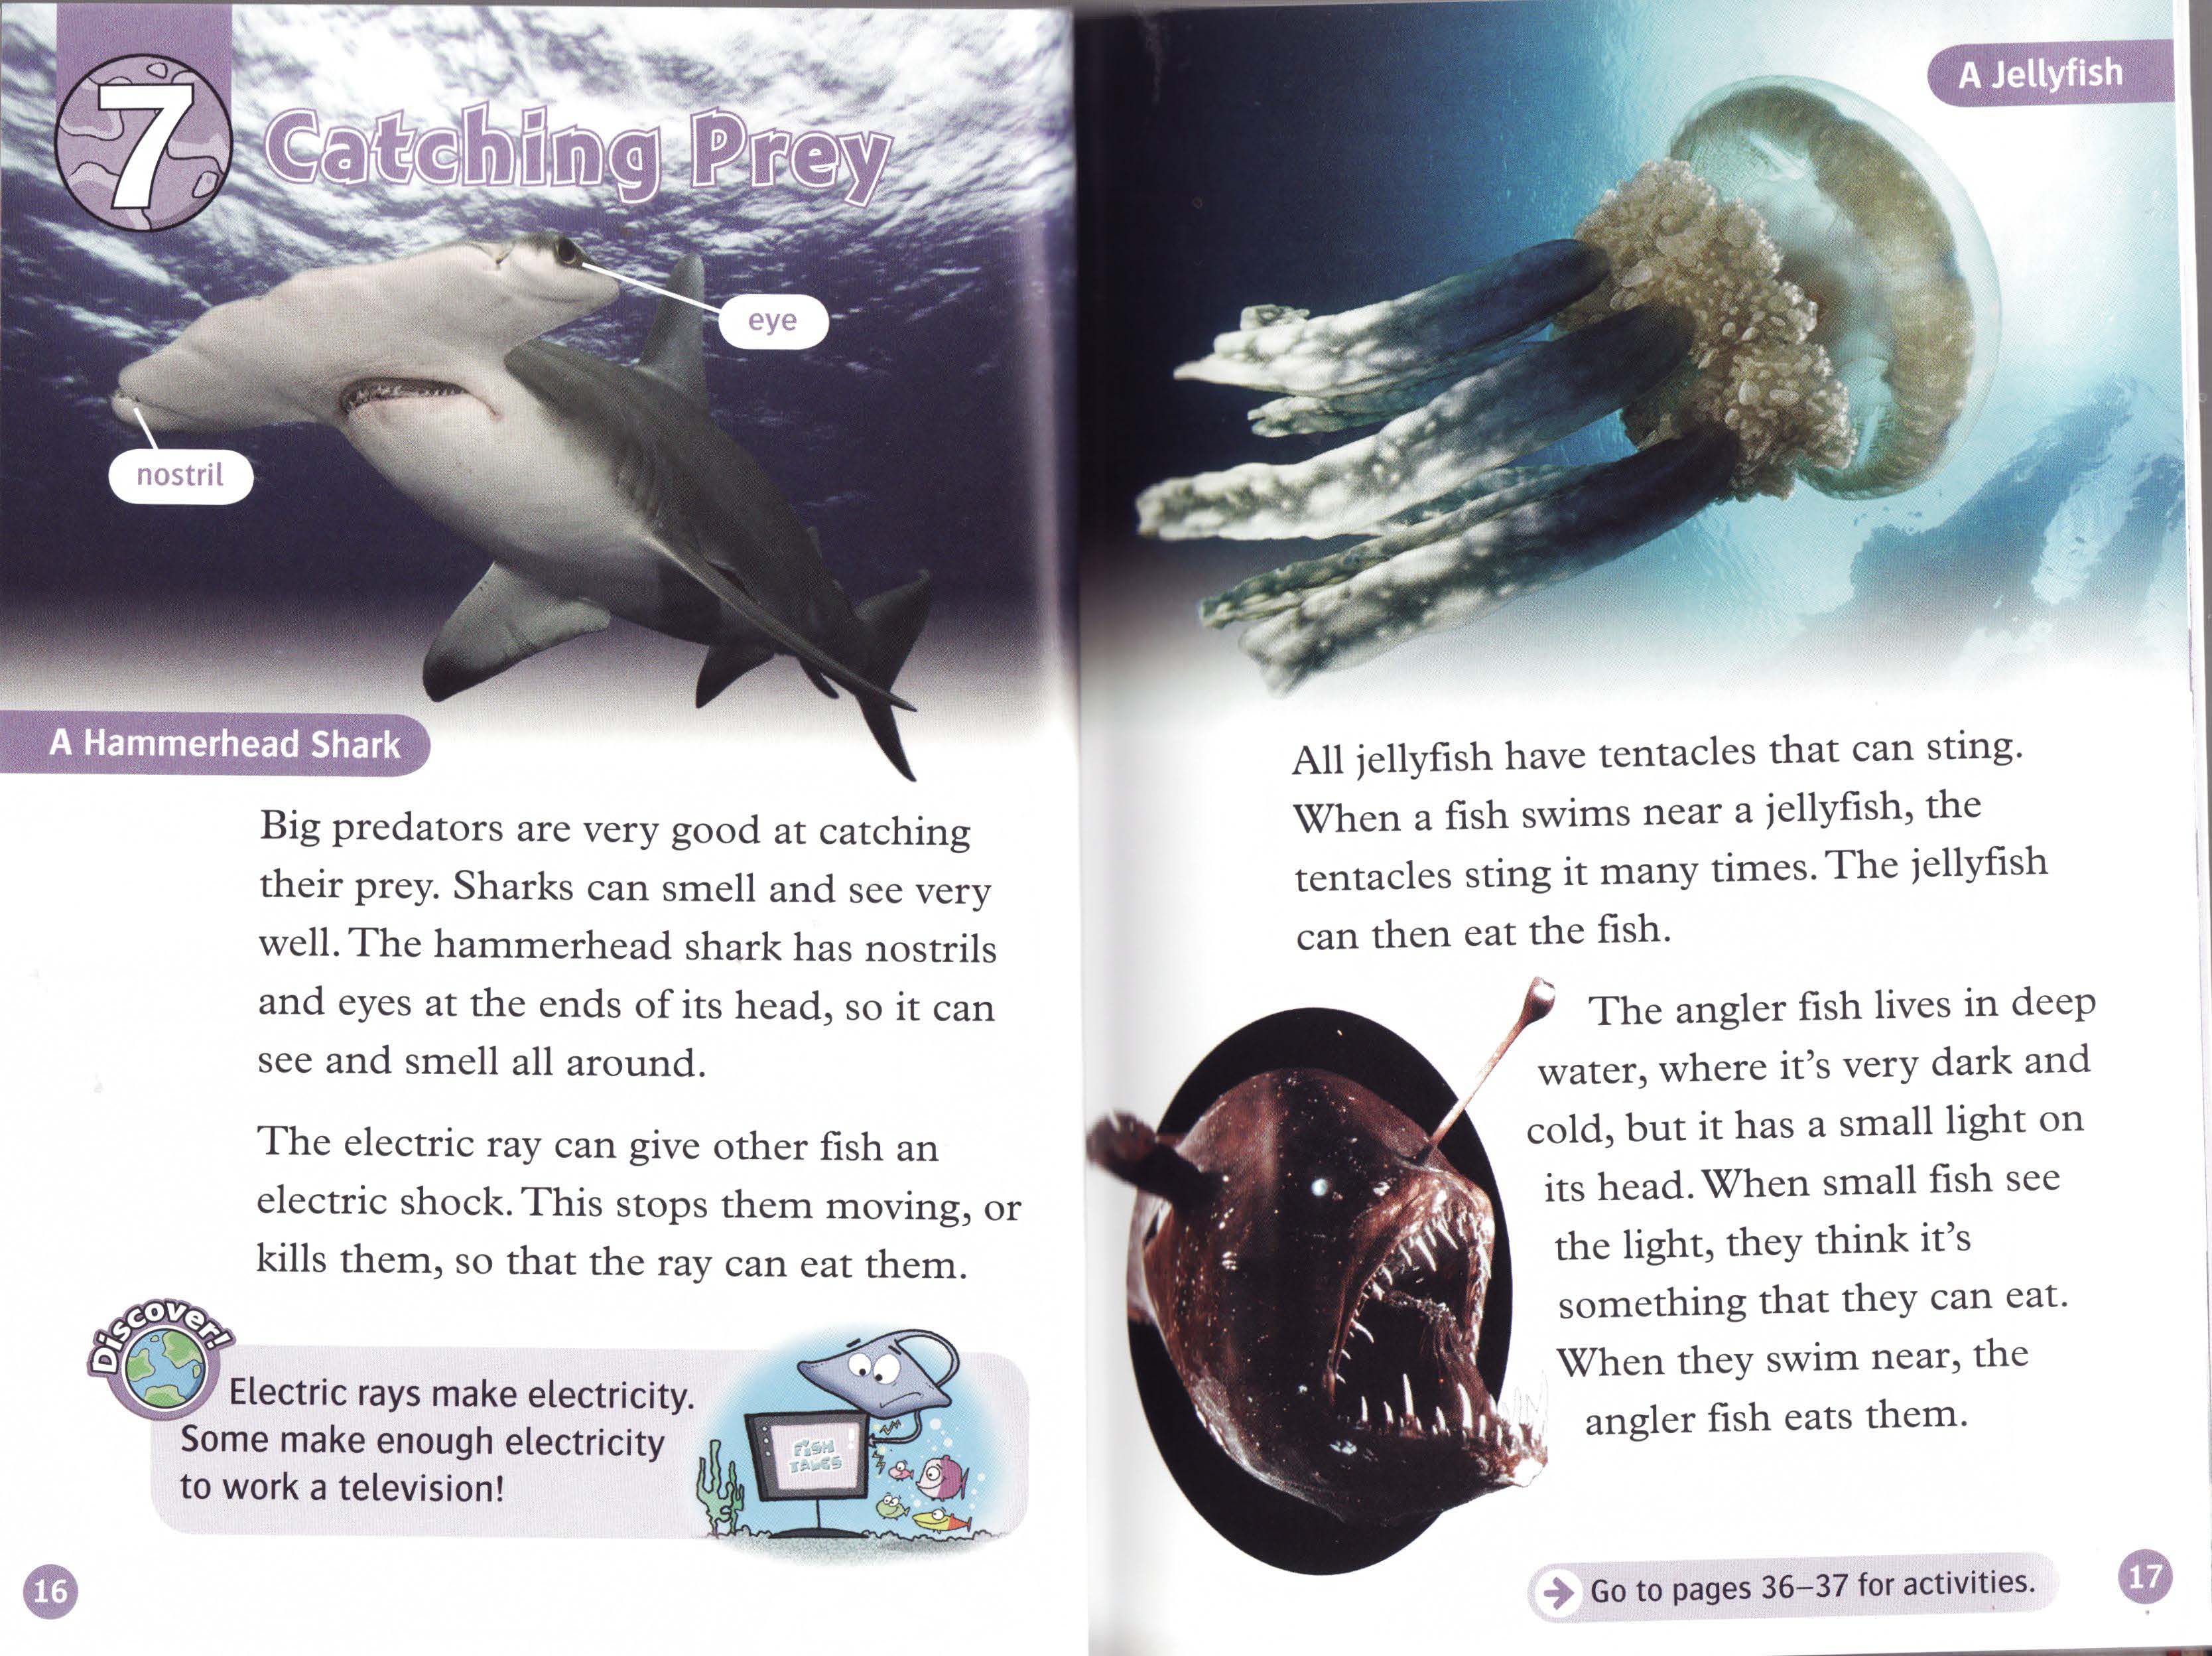 7
Catching Prey
eye
nostril
A Hammerhead Shark
Big predators are very good at catching
their prey. Sharks can smell and see very
well. The hammerhead shark has nostrils
and eyes at the ends of its head, so it can
see and smell all around.
The electric ray can give other fish an
electric shock. This stops them moving, or
kills them, so that the ray can eat them.
Discover!
Electric rays make electricity.
Some make enough electricity
to work a television!
FISH
TALES
16
A Jellyfish
All jellyfish have tentacles that can sting.
When a fish swims near a jellyfish, the
tentacles sting it many times. The jellyfish
can then eat the fish.
The angler fish lives in deep
water, where it's very dark and
cold, but it has a small light on
its head. When small fish see
the light, they think it's
something that they can eat.
When they swim near, the
angler fish eats them.
Go to pages 36–37 for activities.
17